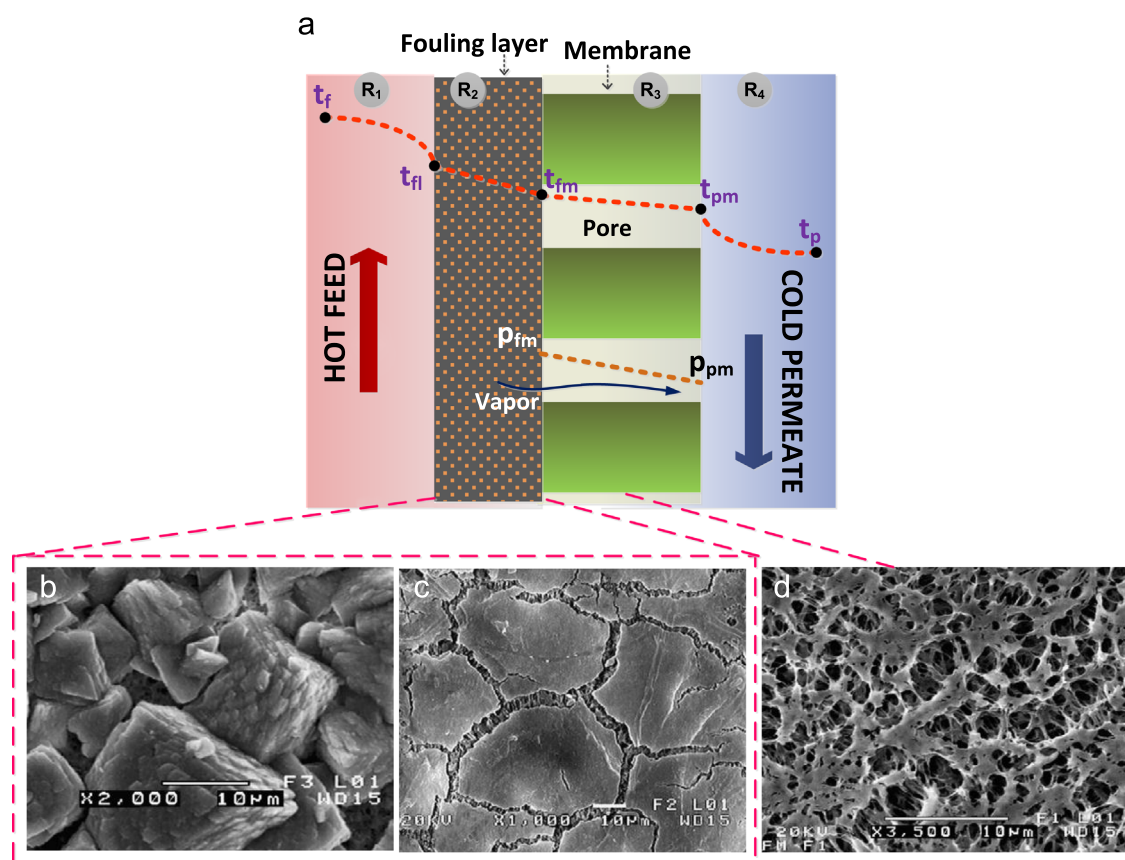 a
Fouling layer
Membrane
R1
R2
R3
R4
tf
tfl
tfm
tpm
tp
Pore
HOT FEED
COLD PERMEATE
pfm
ppm
Vapor
b
F3 L01
X2,000 10µm WD15
c
F2 L01
20KV X1,000 10µm WD15
d
F1 L01
20KV X3,500 10µm WD15
FM-F1